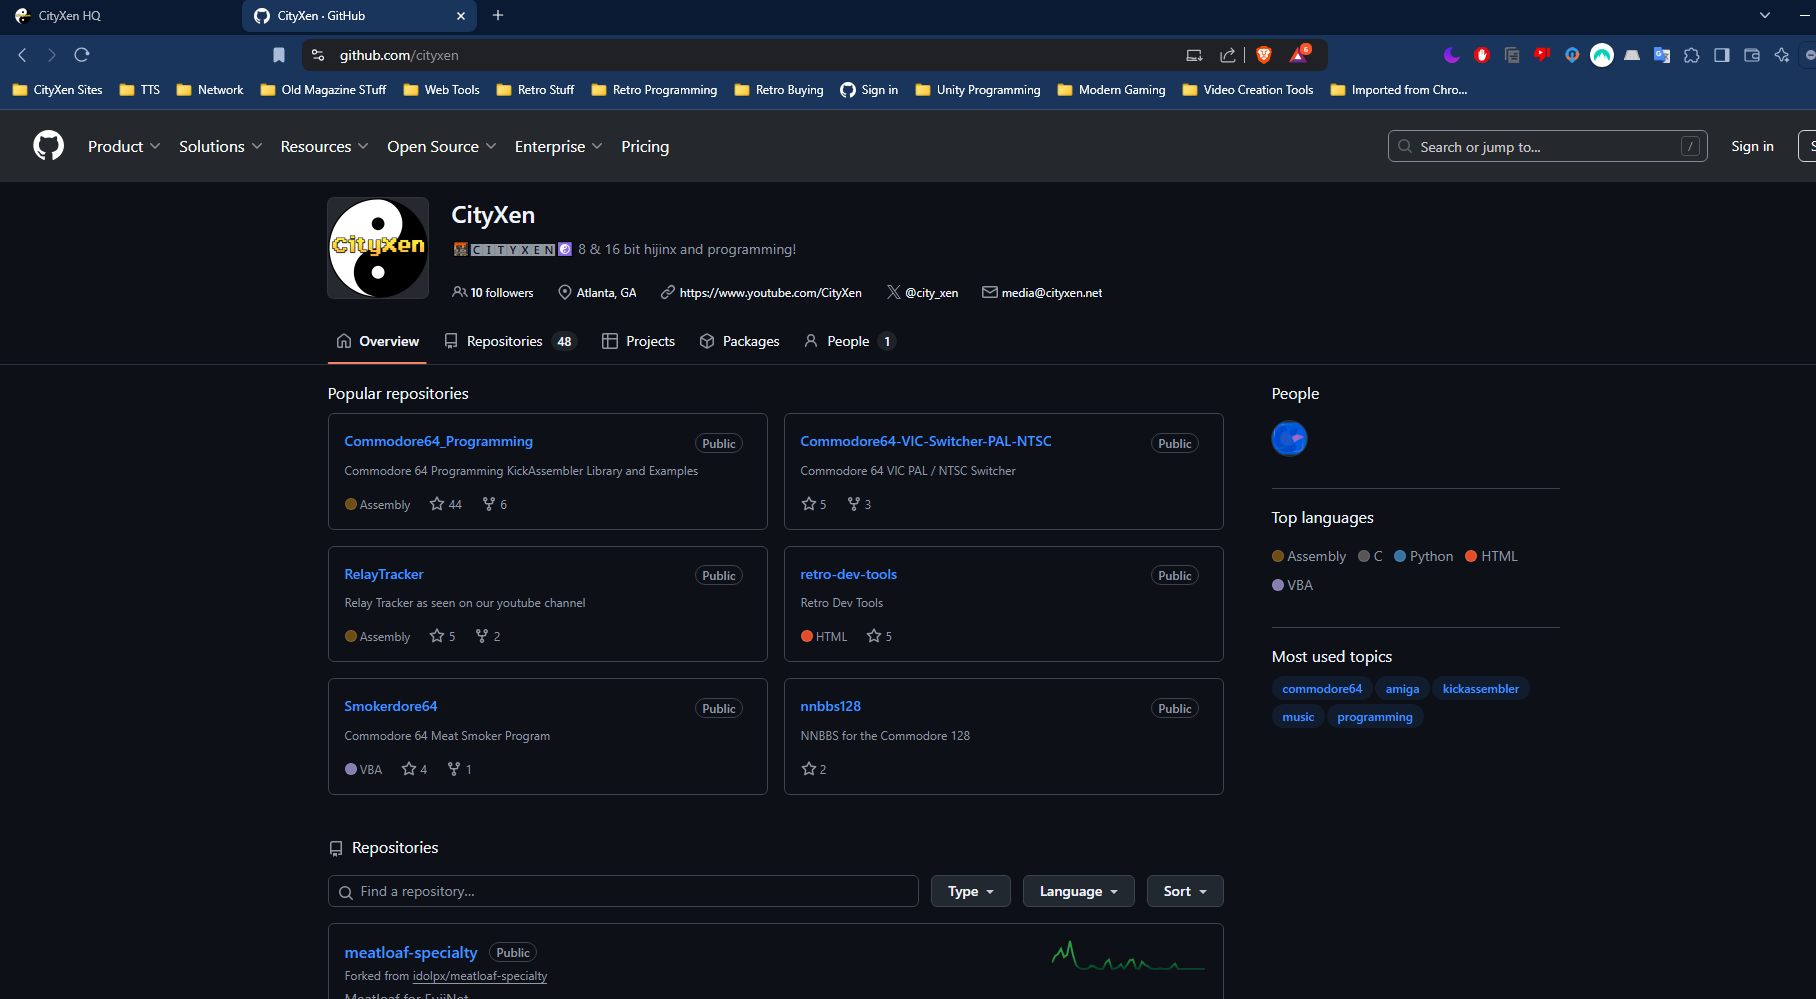 CityXen HQ
CityXen · GitHub
github.com/cityxen
6
CityXen Sites
TTS
Network
Old Magazine STuff
Web Tools
Retro Stuff
Retro Programming
Retro Buying
Sign in
Unity Programming
Modern Gaming
Video Creation Tools
Imported from Chro...
Product
Solutions
Resources
Open Source
Enterprise
Pricing
Search or jump to...
/
Sign in
CityXen
CityXen
CITYXEN 8 & 16 bit hijinx and programming!
10 followers
Atlanta, GA
https://www.youtube.com/CityXen
@city_xen
media@cityxen.net
Overview
Repositories 48
Projects
Packages
People 1
Popular repositories
Commodore64_Programming
Public
Commodore 64 Programming KickAssembler Library and Examples
Assembly 44 6
Commodore64-VIC-Switcher-PAL-NTSC
Public
Commodore 64 VIC PAL / NTSC Switcher
5 3
RelayTracker
Public
Relay Tracker as seen on our youtube channel
Assembly 5 2
retro-dev-tools
Public
Retro Dev Tools
HTML 5
Smokerdore64
Public
Commodore 64 Meat Smoker Program
VBA 4 1
nnbbs128
Public
NNBBS for the Commodore 128
2
People
Top languages
Assembly C Python HTML
VBA
Most used topics
commodore64 amiga kickassembler
music programming
Repositories
Find a repository...
Type
Language
Sort
meatloaf-specialty Public
Forked from idolpx/meatloaf-specialty
Meatloaf for FujiNet